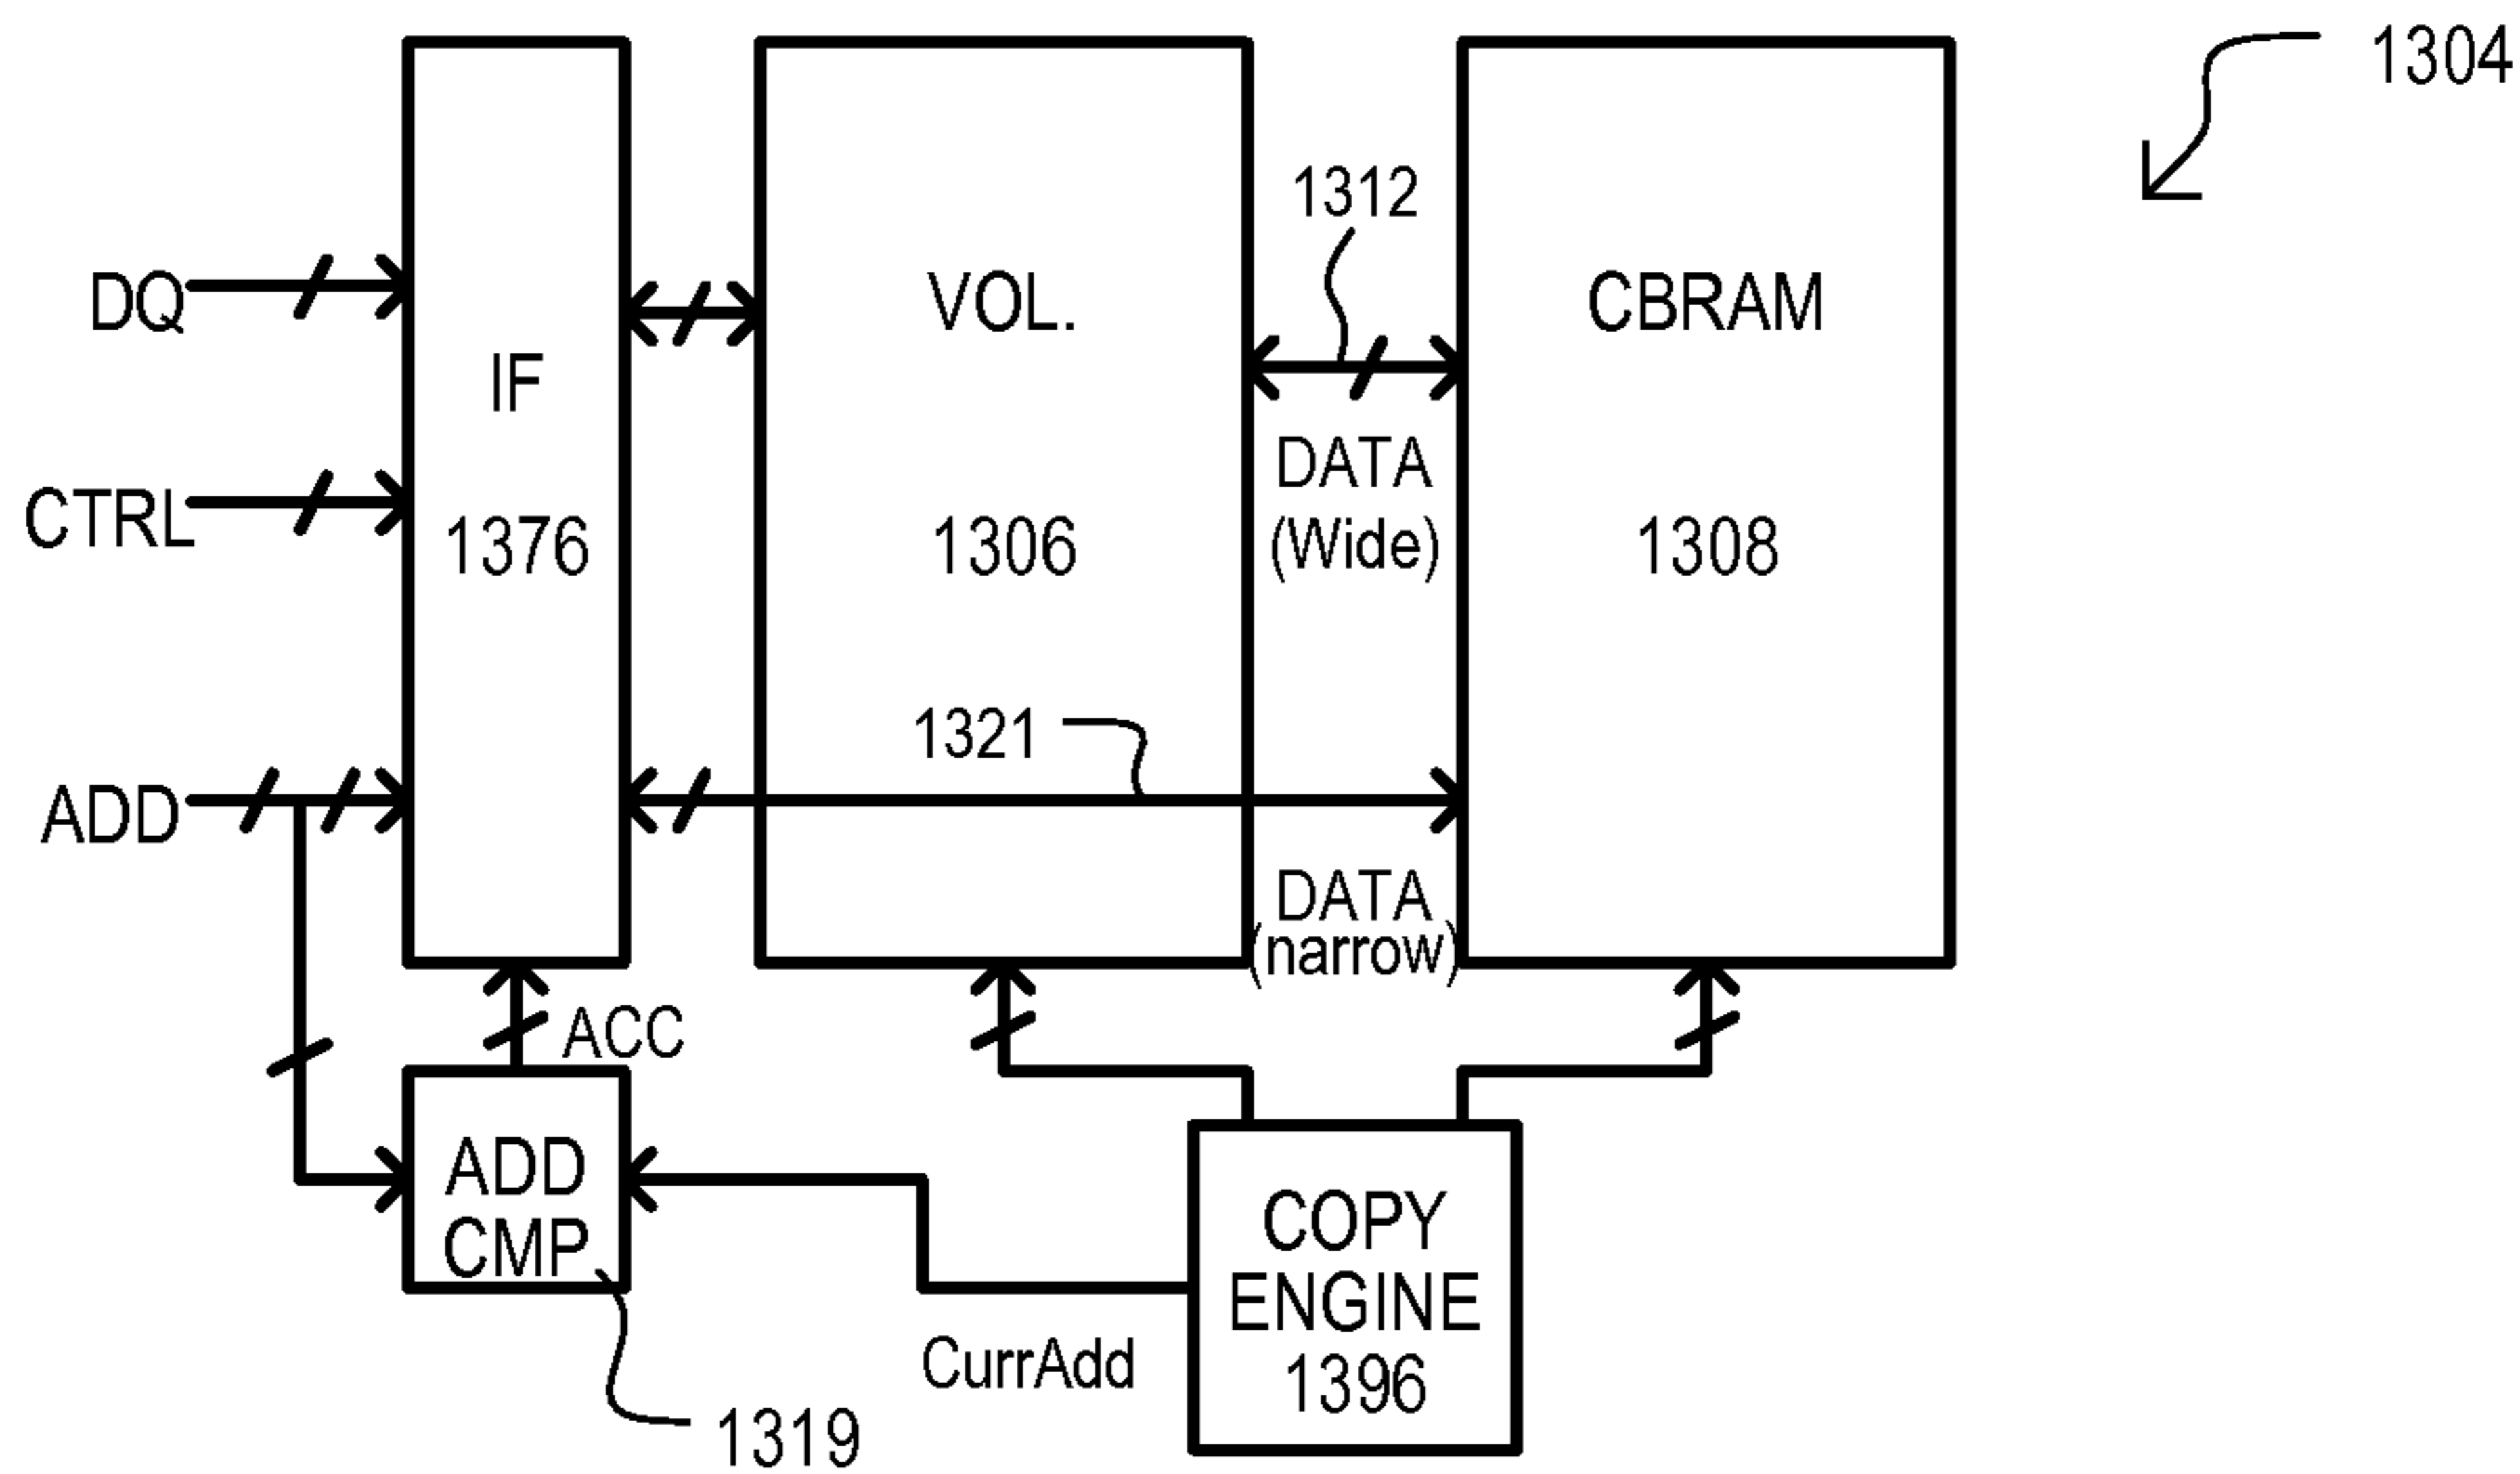 1304
1312
DQ
IF
VOL.
CBRAM
CTRL
1376
1306
DATA
(Wide)
1308
1321
ADD
DATA
(narrow)
ACC
ADD
CMP
COPY
ENGINE
1396
CurrAdd
1319